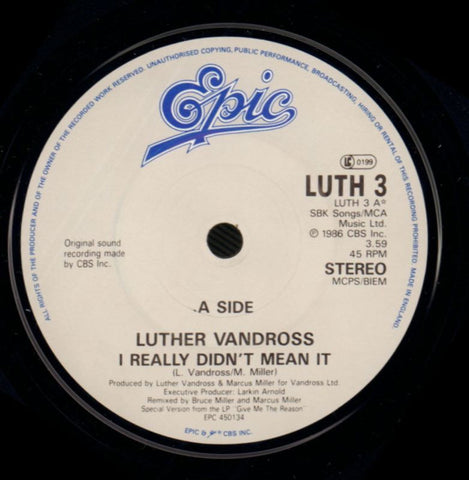 ALL RIGHTS OF THE PRODUCER AND OF THE OWNER OF THE RECORDED WORK RESERVED. UNAUTHORISED COPYING, PUBLIC PERFORMANCE, BROADCASTING, HIRING OR RENTAL OF THIS RECORDING PROHIBITED. MADE IN ENGLAND.
Epic
LC 0199
LUTH 3
LUTH 3 A*
SBK Songs/MCA
Music Ltd.
℗ 1986 CBS Inc.
3.59
45 RPM
STEREO
MCPS/BIEM
Original sound
recording made
by CBS Inc.
A SIDE
LUTHER VANDROSS
I REALLY DIDN'T MEAN IT
(L. Vandross/M. Miller)
Produced by Luther Vandross & Marcus Miller for Vandross Ltd.
Executive Producer: Larkin Arnold
Remixed by Bruce Miller and Marcus Miller
Special Version from the LP "Give Me The Reason"
EPC 450134
EPIC & CBS INC.